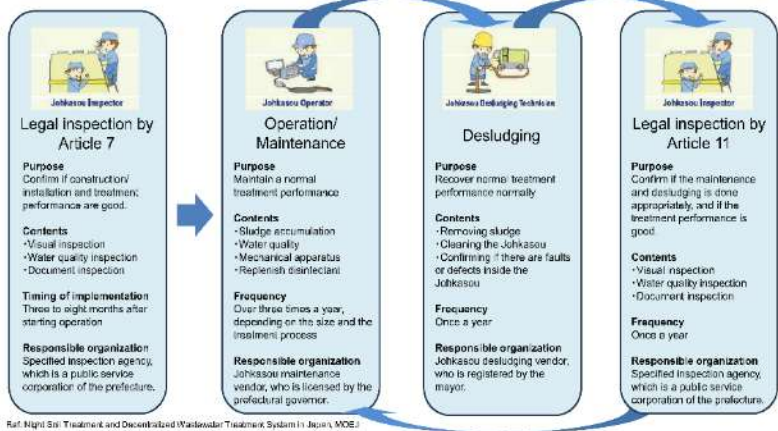 Johkasou Inspector
Legal inspection by
Article 7
Purpose
Confirm if construction/
installation and treatment
performance are good.
Contents
・Visual inspection
・Water quality inspection
・Document inspection
Timing of implementation
Three to eight months after
starting operation
Responsible organization
Specified inspection agency,
which is a public service
corporation of the prefecture.
Johkasou Operator
Operation/
Maintenance
Purpose
Maintain a normal
treatment performance
Contents
・Sludge accumulation
・Water quality
・Mechanical apparatus
・Replenish disinfectant
Frequency
Over three times a year,
depending on the size and the
treatment process
Responsible organization
Johkasou maintenance
vendor, who is licensed by the
prefectural governor.
Johkasou Desludging Technician
Desludging
Purpose
Recover normal treatment
performance normally
Contents
・Removing sludge
・Cleaning the Johkasou
・Confirming if there are faults
or defects inside the
Johkasou
Frequency
Once a year
Responsible organization
Johkasou desludging vendor,
who is registered by the
mayor.
Johkasou Inspector
Legal inspection by
Article 11
Purpose
Confirm if the maintenance
and desludging is done
appropriately, and if the
treatment performance is
good
Contents
・Visual inspection
・Water quality inspection
・Document inspection
Frequency
Once a year
Responsible organization
Specified inspection agency,
which is a public service
corporation of the prefecture.
Ref: Night Soil Treatment and Decentralized Wastewater Treatment System in Japan, MOEJ